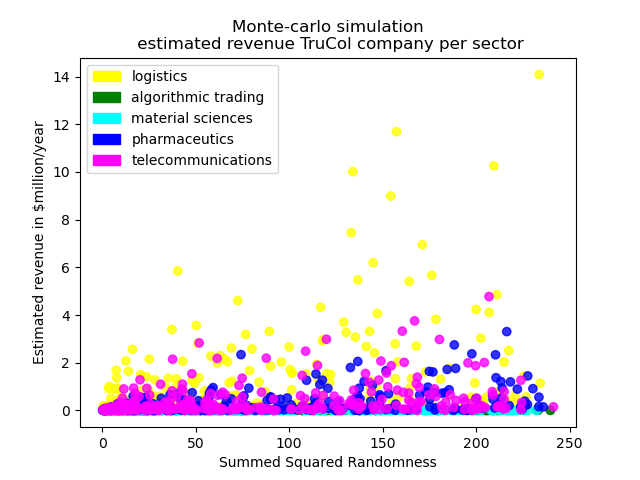 Monte-carlo simulation
estimated revenue TruCol company per sector
logistics
algorithmic trading
material sciences
pharmaceutics
telecommunications
Estimated revenue in $million/year
14
12
10
8
6
4
2
0
0 50 100 150 200 250
Summed Squared Randomness